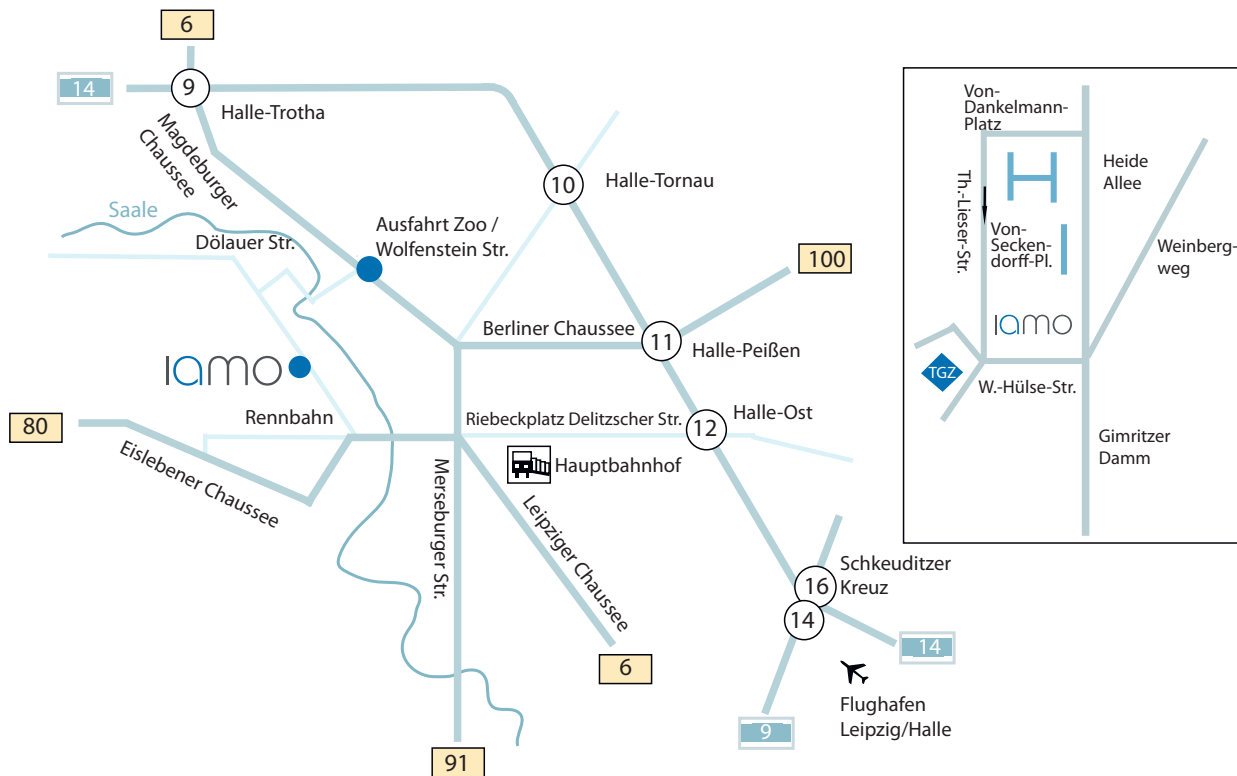 6
14
9
Halle-Trotha
Magdeburger
Chaussee
10
Halle-Tornau
Saale
Dölauer Str.
Ausfahrt Zoo /
Wolfenstein Str.
100
Berliner Chaussee
11
Halle-Peißen
Iamo
80
Rennbahn
Riebeckplatz Delitzscher Str.
Halle-Ost
12
Eislebener Chaussee
Hauptbahnhof
Merseburger Str.
Leipziger Chaussee
Schkeuditzer
Kreuz
16
14
14
6
91
9
Flughafen
Leipzig/Halle
Von-
Dankelmann-
Platz
Heide
Allee
Th.-Lieser-Str.
Von-
Secken-
dorff-Pl.
Weinberg-
weg
Iamo
TGZ
W.-Hülse-Str.
Gimritzer
Damm